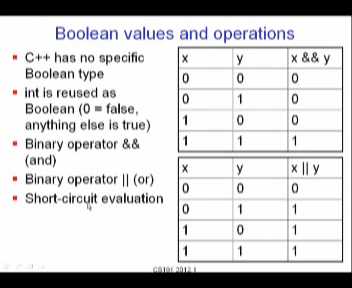 Boolean values and operations
C++ has no specific
Boolean type
int is reused as
Boolean (0 = false,
anything else is true)
Binary operator &&
(and)
Binary operator || (or)
Short-circuit evaluation
x y x && y
0 0 0
0 1 0
1 0 0
1 1 1
x y x || y
0 0 0
0 1 1
1 0 1
1 1 1
CS101 2012.1